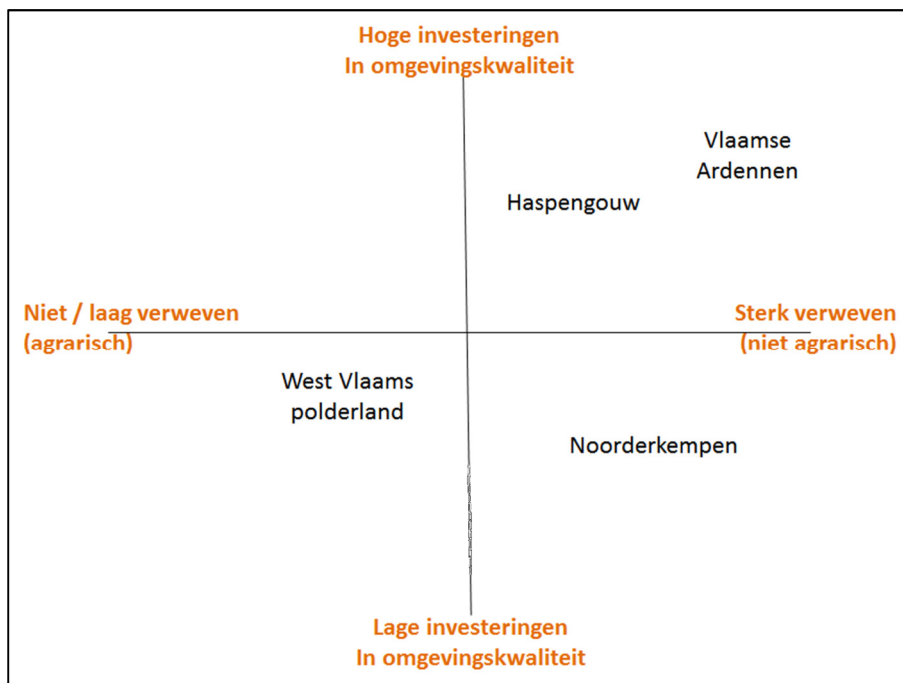 Hoge investeringen
In omgevingskwaliteit
Vlaamse
Ardennen
Haspengouw
Niet / laag verweven
(agrarisch)
Sterk verweven
(niet agrarisch)
West Vlaams
polderland
Noorderkempen
Lage investeringen
In omgevingskwaliteit